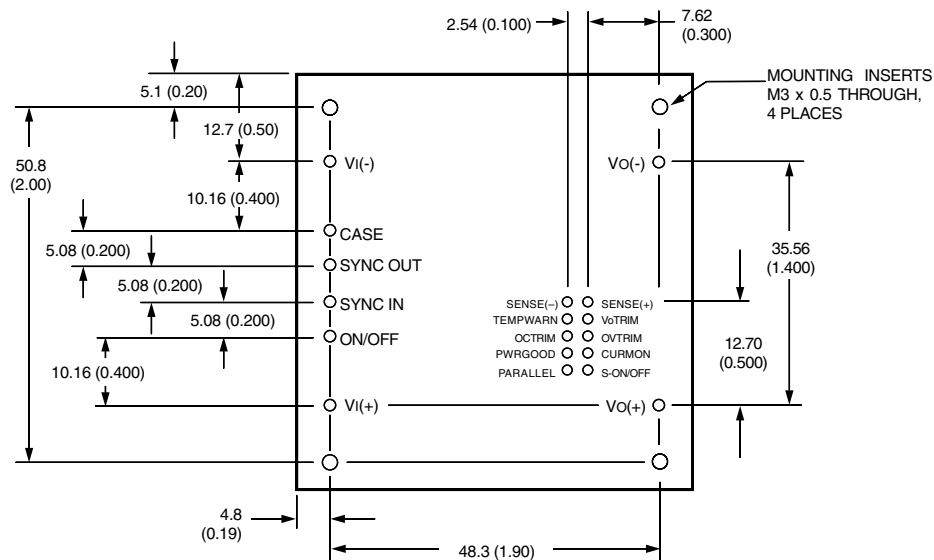 2.54 (0.100)
7.62
(0.300)
MOUNTING INSERTS
M3 x 0.5 THROUGH,
4 PLACES
5.1 (0.20)
12.7 (0.50)
50.8
(2.00)
VI(-)
VO(-)
10.16 (0.400)
CASE
5.08 (0.200)
SYNC OUT
35.56
(1.400)
5.08 (0.200)
SYNC IN
SENSE(–)
SENSE(+)
TEMPWARN
VOTRIM
5.08 (0.200)
ON/OFF
OCTRIM
OVTRIM
12.70
(0.500)
PWRGOOD
CURMON
10.16 (0.400)
PARALLEL
S-ON/OFF
VI(+)
VO(+)
4.8
(0.19)
48.3 (1.90)